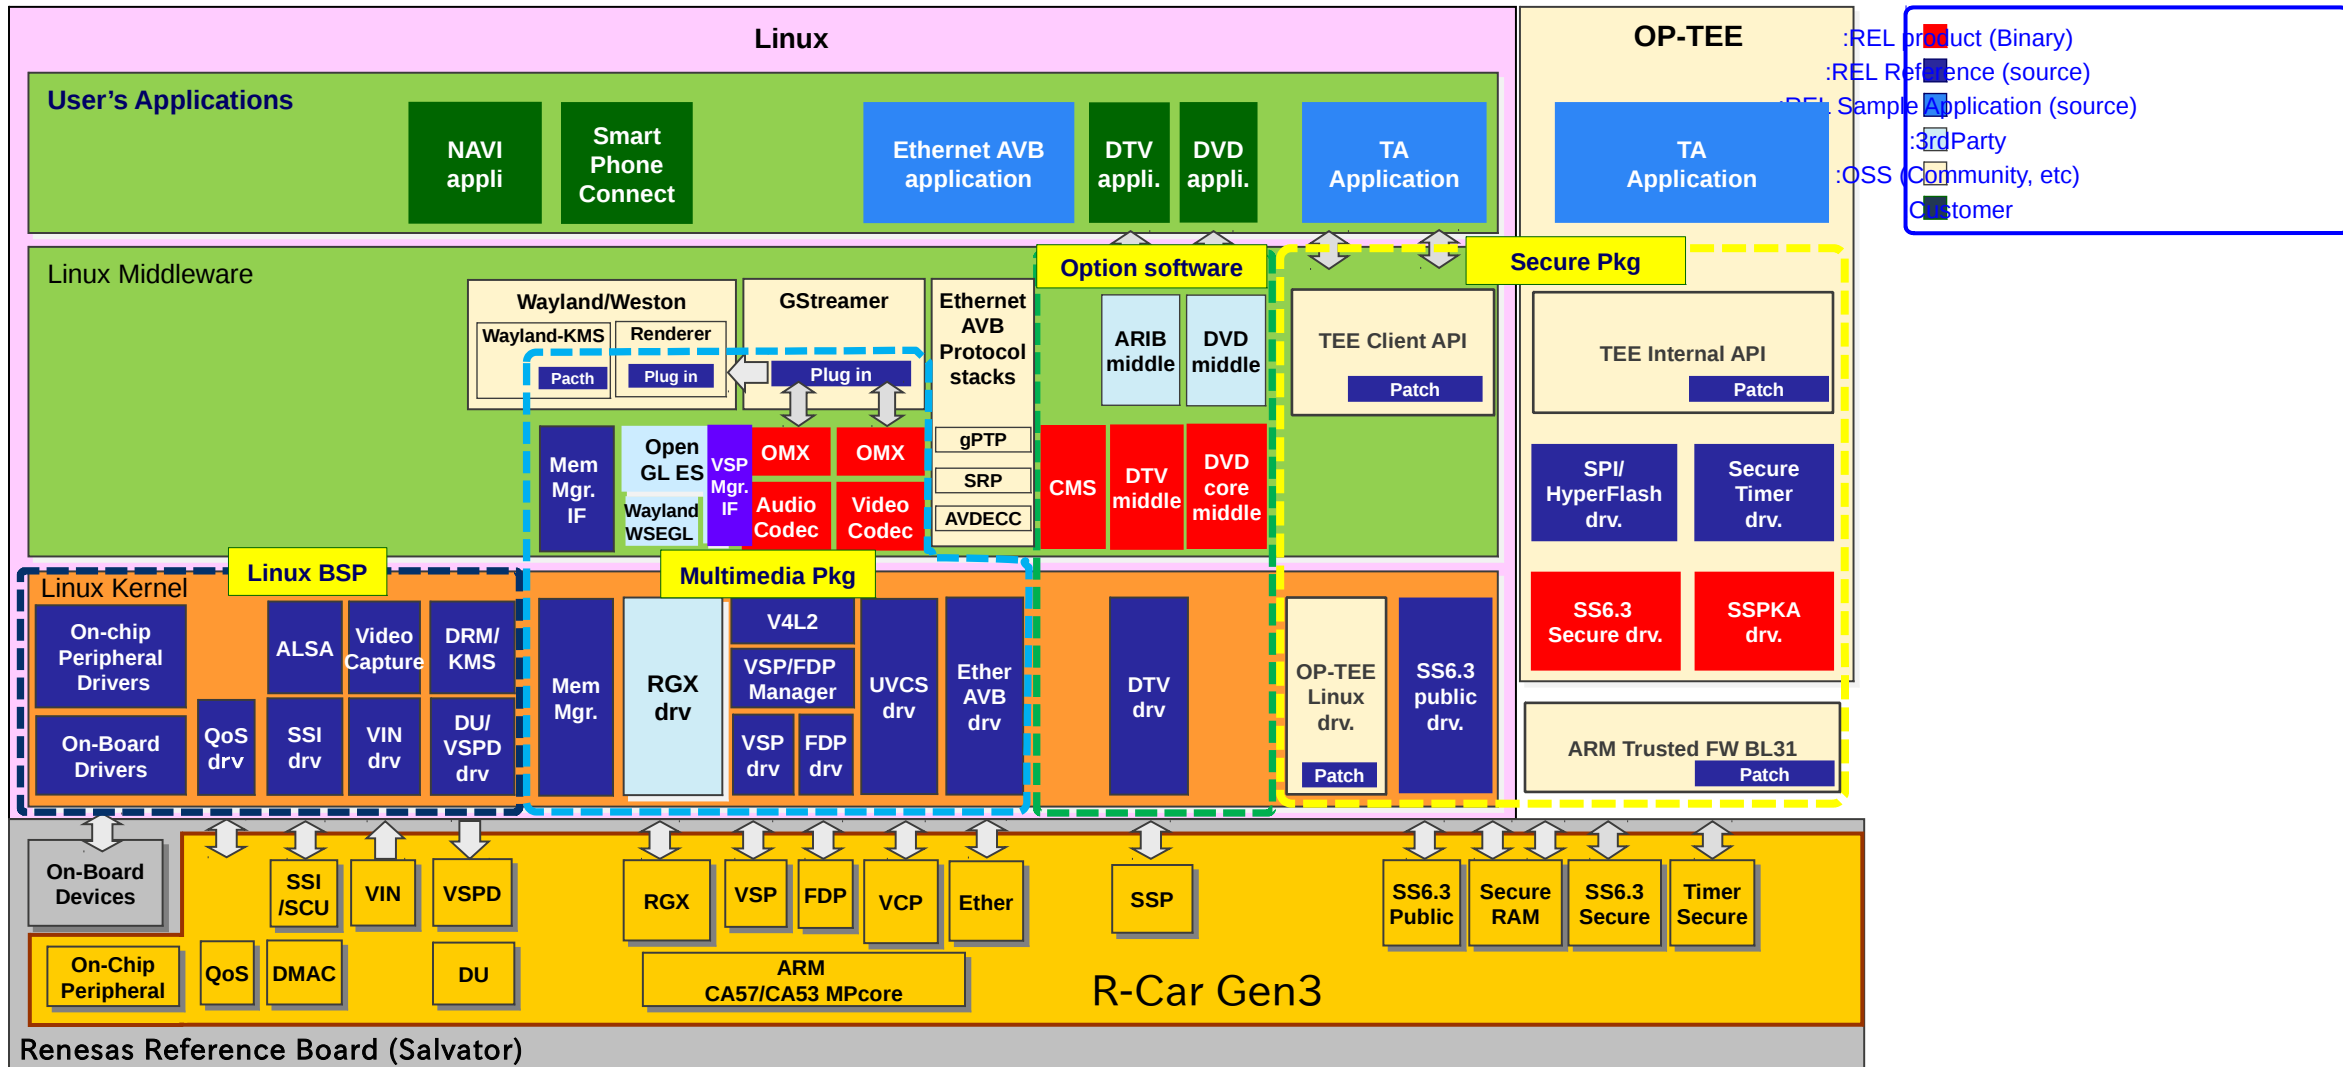 Linux
OP-TEE
:REL product (Binary)
:REL Reference (source)
:REL Sample Application (source)
:3rdParty
:OSS (Community, etc)
Customer
User’s Applications
NAVI
appli
Smart
Phone
Connect
Ethernet AVB
application
DTV
appli.
DVD
appli.
TA
Application
TA
Application
Linux Middleware
Option software
Secure Pkg
Wayland/Weston
Wayland-KMS
Pacth
Renderer
Plug in
GStreamer
Plug in
Ethernet
AVB
Protocol
stacks
gPTP
SRP
AVDECC
ARIB
middle
DVD
middle
TEE Client API
Patch
TEE Internal API
Patch
Mem
Mgr.
IF
Open
GL ES
Wayland
WSEGL
VSP
Mgr.
IF
OMX
Audio
Codec
OMX
Video
Codec
CMS
DTV
middle
DVD
core
middle
SPI/
HyperFlash
drv.
Secure
Timer
drv.
Linux BSP
Multimedia Pkg
Linux Kernel
On-chip
Peripheral
Drivers
On-Board
Drivers
QoS
drv
ALSA
SSI
drv
Video
Capture
VIN
drv
DRM/
KMS
DU/
VSPD
drv
Mem
Mgr.
RGX
drv
V4L2
VSP/FDP
Manager
VSP
drv
FDP
drv
UVCS
drv
Ether
AVB
drv
DTV
drv
OP-TEE
Linux
drv.
Patch
SS6.3
public
drv.
SS6.3
Secure drv.
SSPKA
drv.
ARM Trusted FW BL31
Patch
On-Board
Devices
SSI
/SCU
VIN
VSPD
RGX
VSP
FDP
VCP
Ether
SSP
SS6.3
Public
Secure
RAM
SS6.3
Secure
Timer
Secure
On-Chip
Peripheral
QoS
DMAC
DU
ARM
CA57/CA53 MPcore
R-Car Gen3
Renesas Reference Board (Salvator)